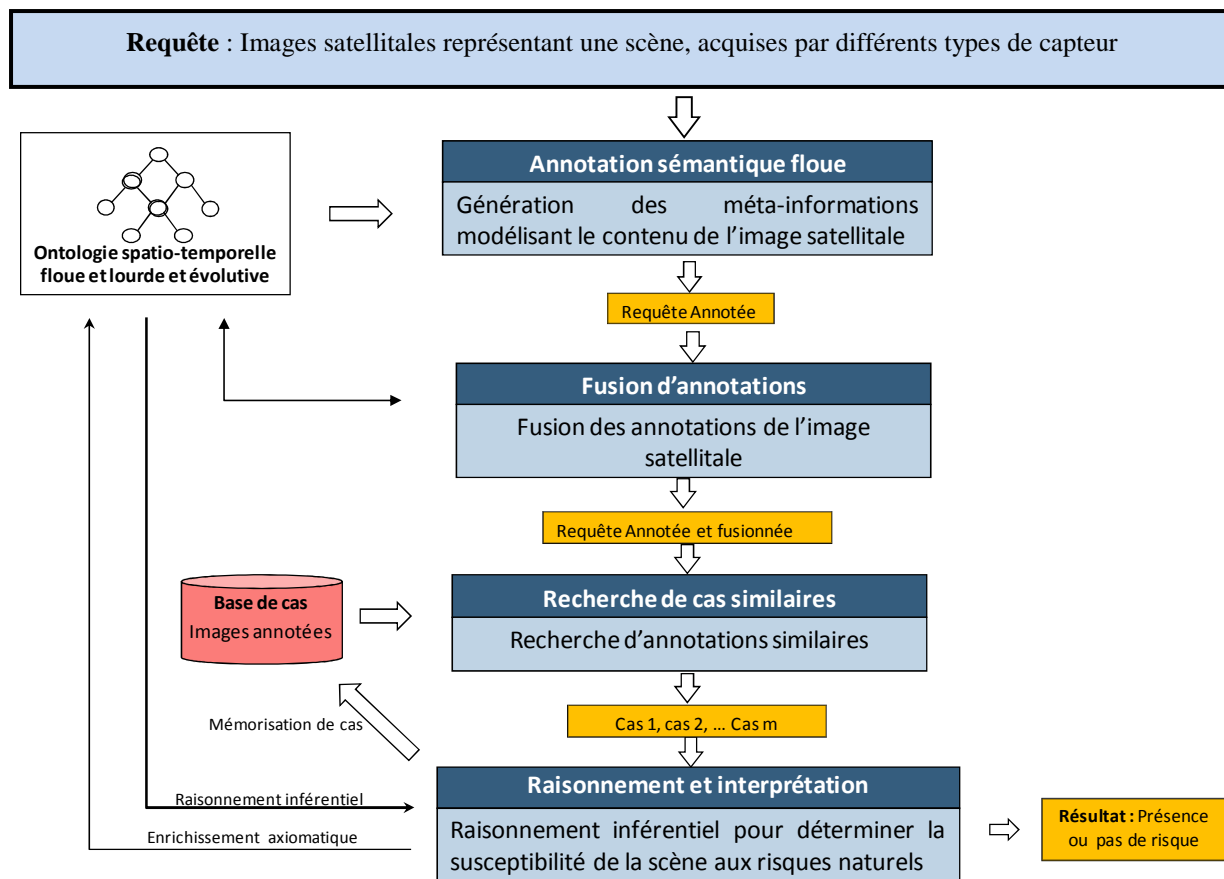 Requête : Images satellitales représentant une scène, acquises par différents types de capteur
Annotation sémantique floue
Génération des méta-informations
modélisant le contenu de l'image satellitale
Ontologie spatio-temporelle
floue et lourde et évolutive
Requête Annotée
Fusion d'annotations
Fusion des annotations de l'image
satellitale
Requête Annotée et fusionnée
Base de cas
Images annotées
Recherche de cas similaires
Recherche d'annotations similaires
Mémorisation de cas
Cas 1, cas 2, ... Cas m
Raisonnement et interprétation
Raisonnement inférentiel
Enrichissement axiomatique
Raisonnement inférentiel pour déterminer la
susceptibilité de la scène aux risques naturels
Résultat : Présence
ou pas de risque